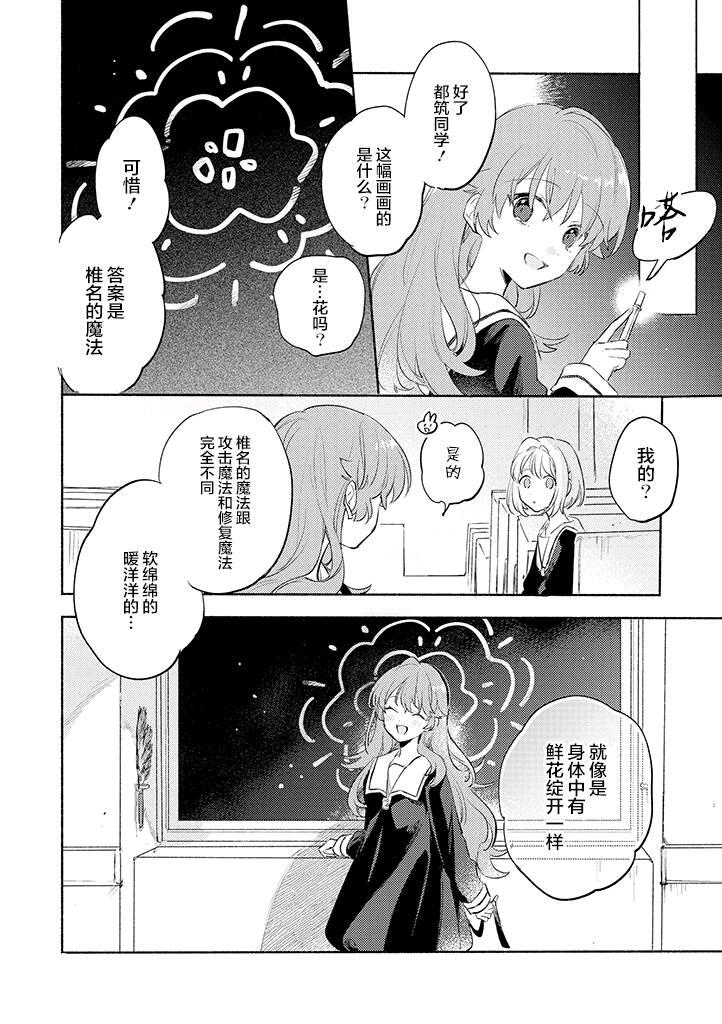 好了
都筑同学！
这幅画画的
是什么？
嗒
是…花吗？
可惜！
答案是
椎名的魔法
我的？
是的
椎名的魔法跟
攻击魔法和修复魔法
完全不同
软绵绵的
暖洋洋的…
就像是
身体中有
鲜花绽开一样